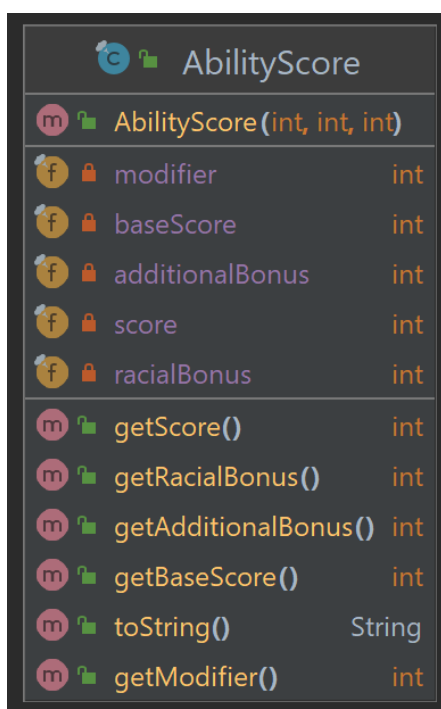 AbilityScore
AbilityScore(int, int, int)
modifier int
baseScore int
additionalBonus int
score int
racialBonus int
getScore() int
getRacialBonus() int
getAdditionalBonus() int
getBaseScore() int
toString() String
getModifier() int